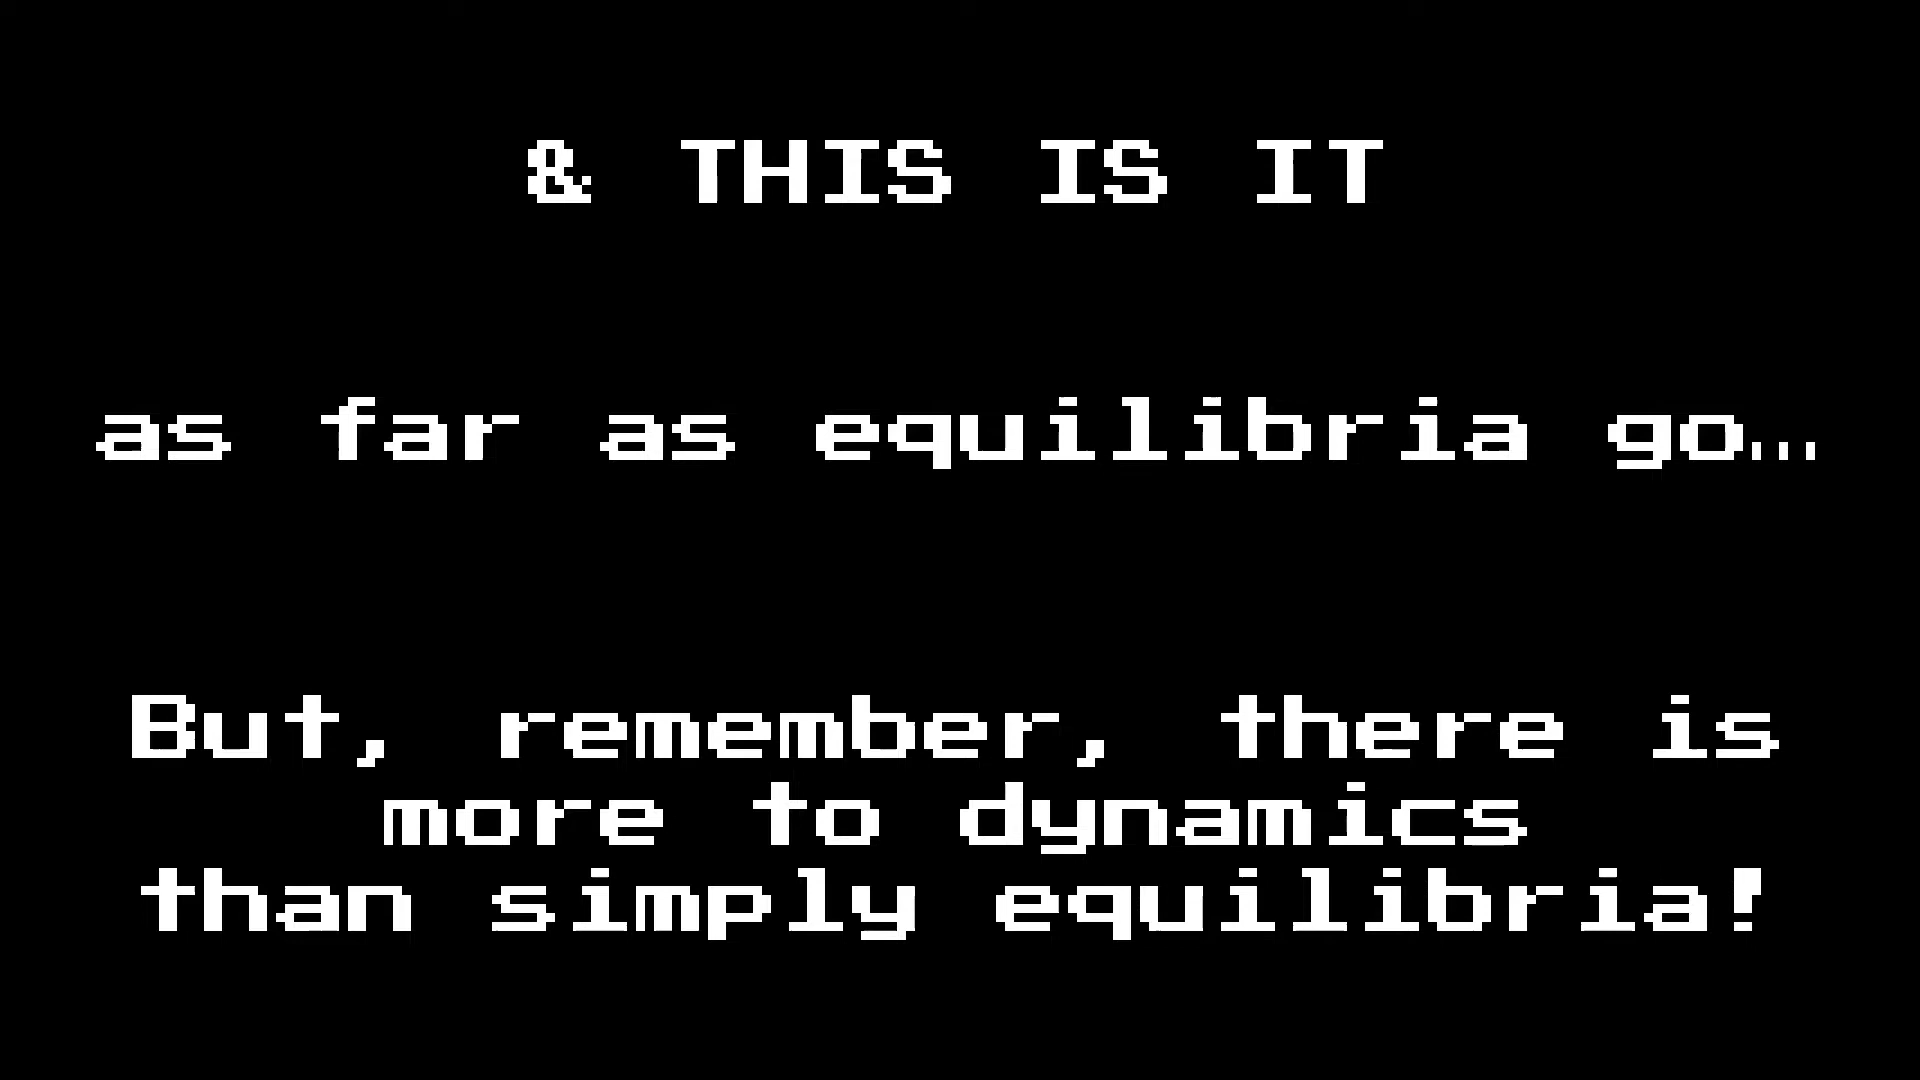 & THIS IS IT
as far as equilibria go...
But, remember, there is
more to dynamics
than simply equilibria!